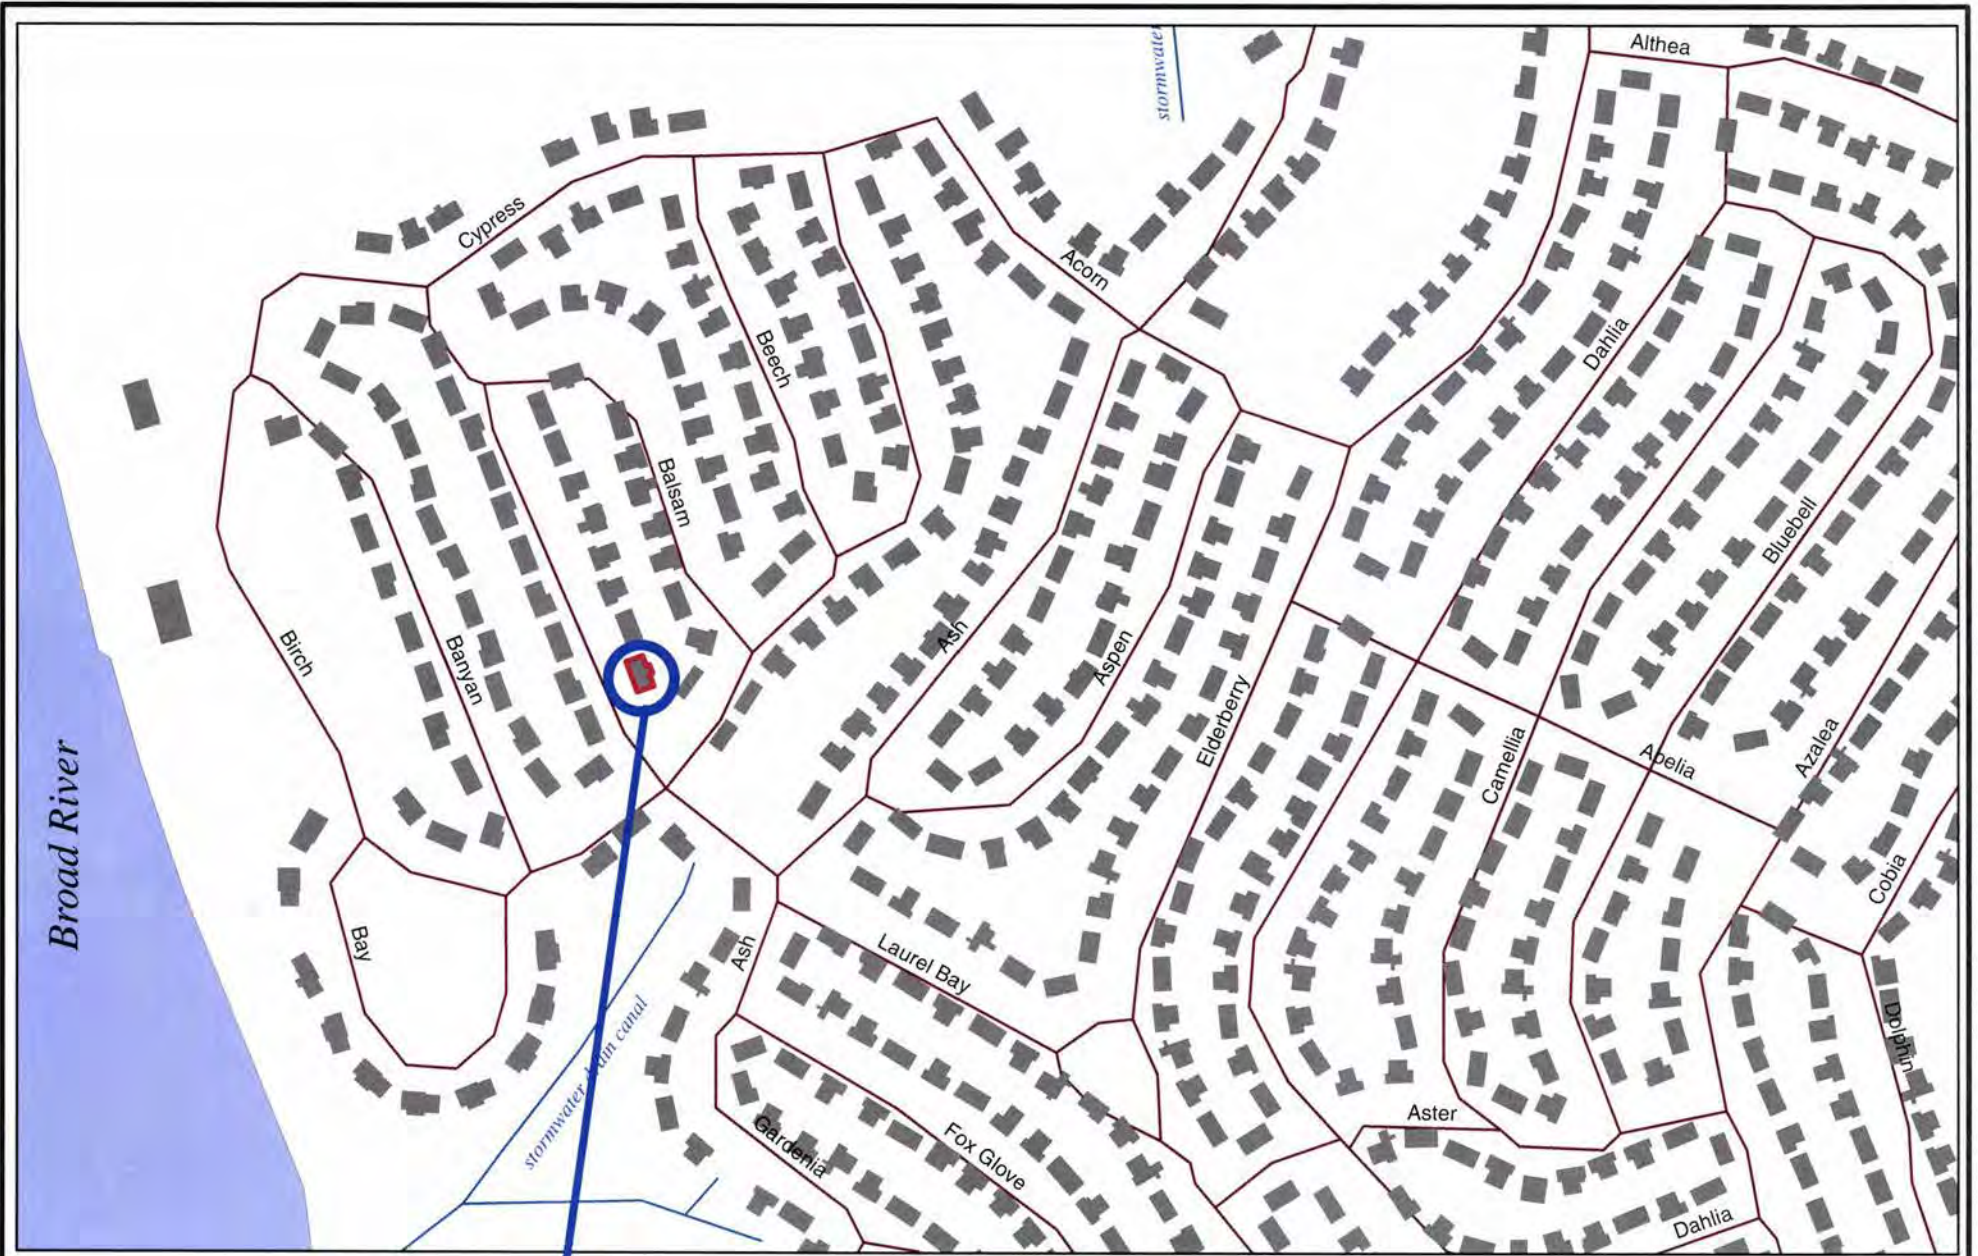 stormwater
Althea
Cypress
Acorn
Beech
Dahlia
Balsam
Bluebell
Birch
Banyan
Ash
Aspen
Elderberry
Camellia
Abelia
Azalea
Broad River
Cobia
Bay
Ash
Laurel Bay
stormwater drain canal
Dolphin
Aster
Gardenia
Fox Glove
Dahlia